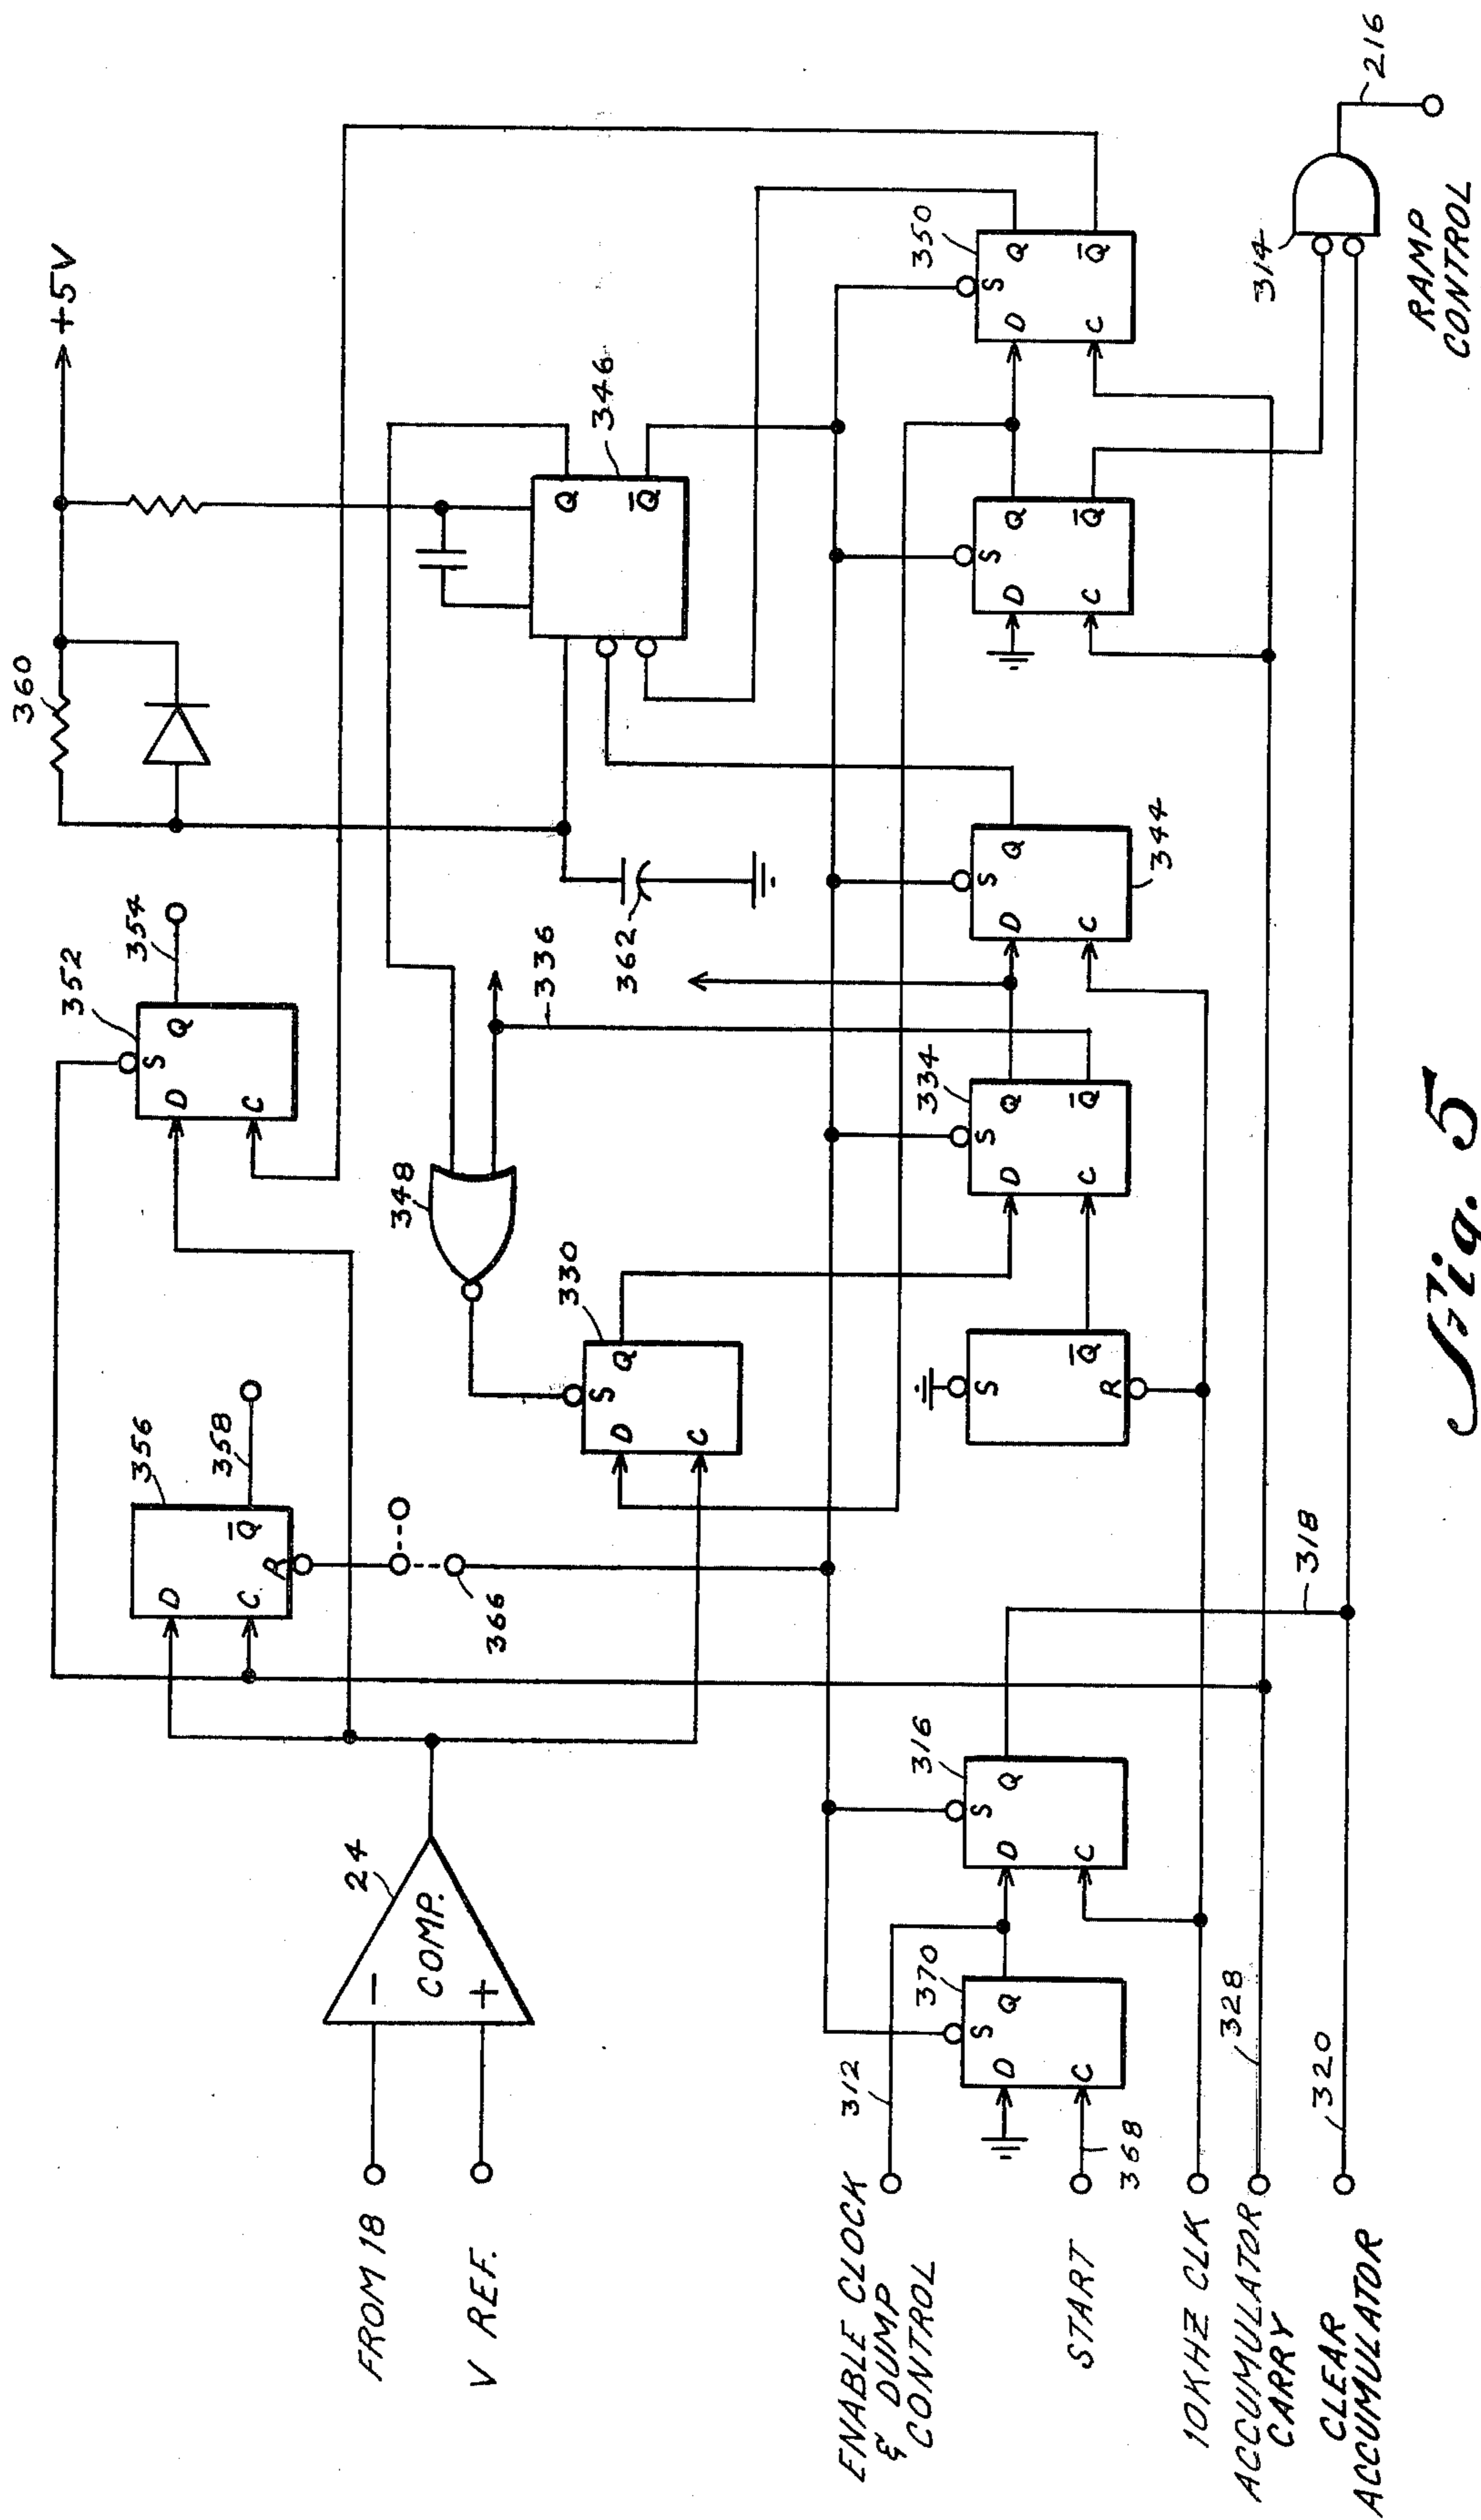 360
+5V
352
354
356
358
FROM 18
V REF.
24
-
+
COMP.
D
C
R
Q̅
366
D
C
S
Q
348
336
362
330
D
C
S
Q
346
Q
Q̅
ENABLE CLOCK
& DUMP
CONTROL
312
START
368
370
D
C
S
Q
316
D
C
S
Q
S
R
Q̅
334
D
C
S
Q
Q̅
344
D
C
S
Q
D
C
S
Q
Q̅
350
D
C
S
Q
Q̅
10KHZ CLK
ACCUMULATOR
CARRY
328
CLEAR
ACCUMULATOR
320
318
314
216
RAMP
CONTROL
Fig. 5